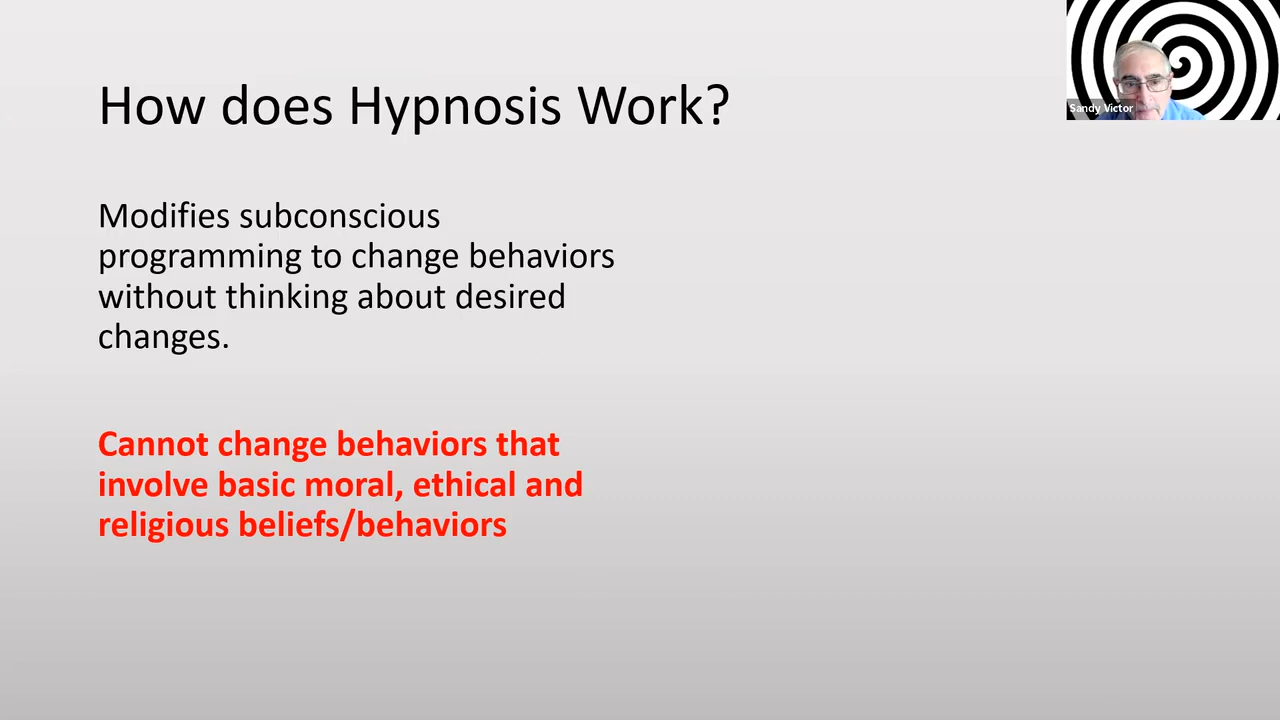 How does Hypnosis Work?
Sandy Victor
Modifies subconscious
programming to change behaviors
without thinking about desired
changes.
Cannot change behaviors that
involve basic moral, ethical and
religious beliefs/behaviors